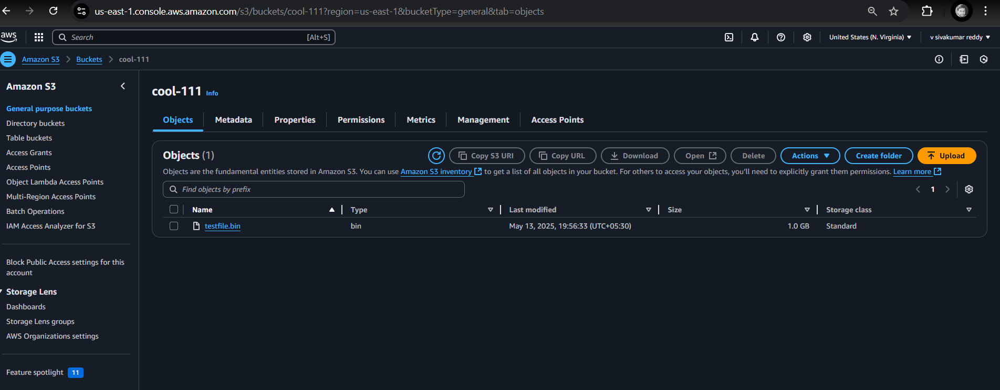 us-east-1.console.aws.amazon.com/s3/buckets/cool-111?region=us-east-1&bucketType=general&tab=objects
aws Search [Alt+S] United States (N. Virginia) v sivakumar reddy
Amazon S3 Buckets cool-111
Amazon S3
General purpose buckets
Directory buckets
Table buckets
Access Grants
Access Points
Object Lambda Access Points
Multi-Region Access Points
Batch Operations
IAM Access Analyzer for S3
Block Public Access settings for this
account
Storage Lens
Dashboards
Storage Lens groups
AWS Organizations settings
Feature spotlight 11
cool-111 Info
Objects Metadata Properties Permissions Metrics Management Access Points
Objects (1) Copy S3 URI Copy URL Download Open Delete Actions Create folder Upload
Objects are the fundamental entities stored in Amazon S3. You can use Amazon S3 inventory to get a list of all objects in your bucket. For others to access your objects, you’ll need to explicitly grant them permissions. Learn more
Find objects by prefix 1
Name Type Last modified Size Storage class
testfile.bin bin May 13, 2025, 19:56:33 (UTC+05:30) 1.0 GB Standard